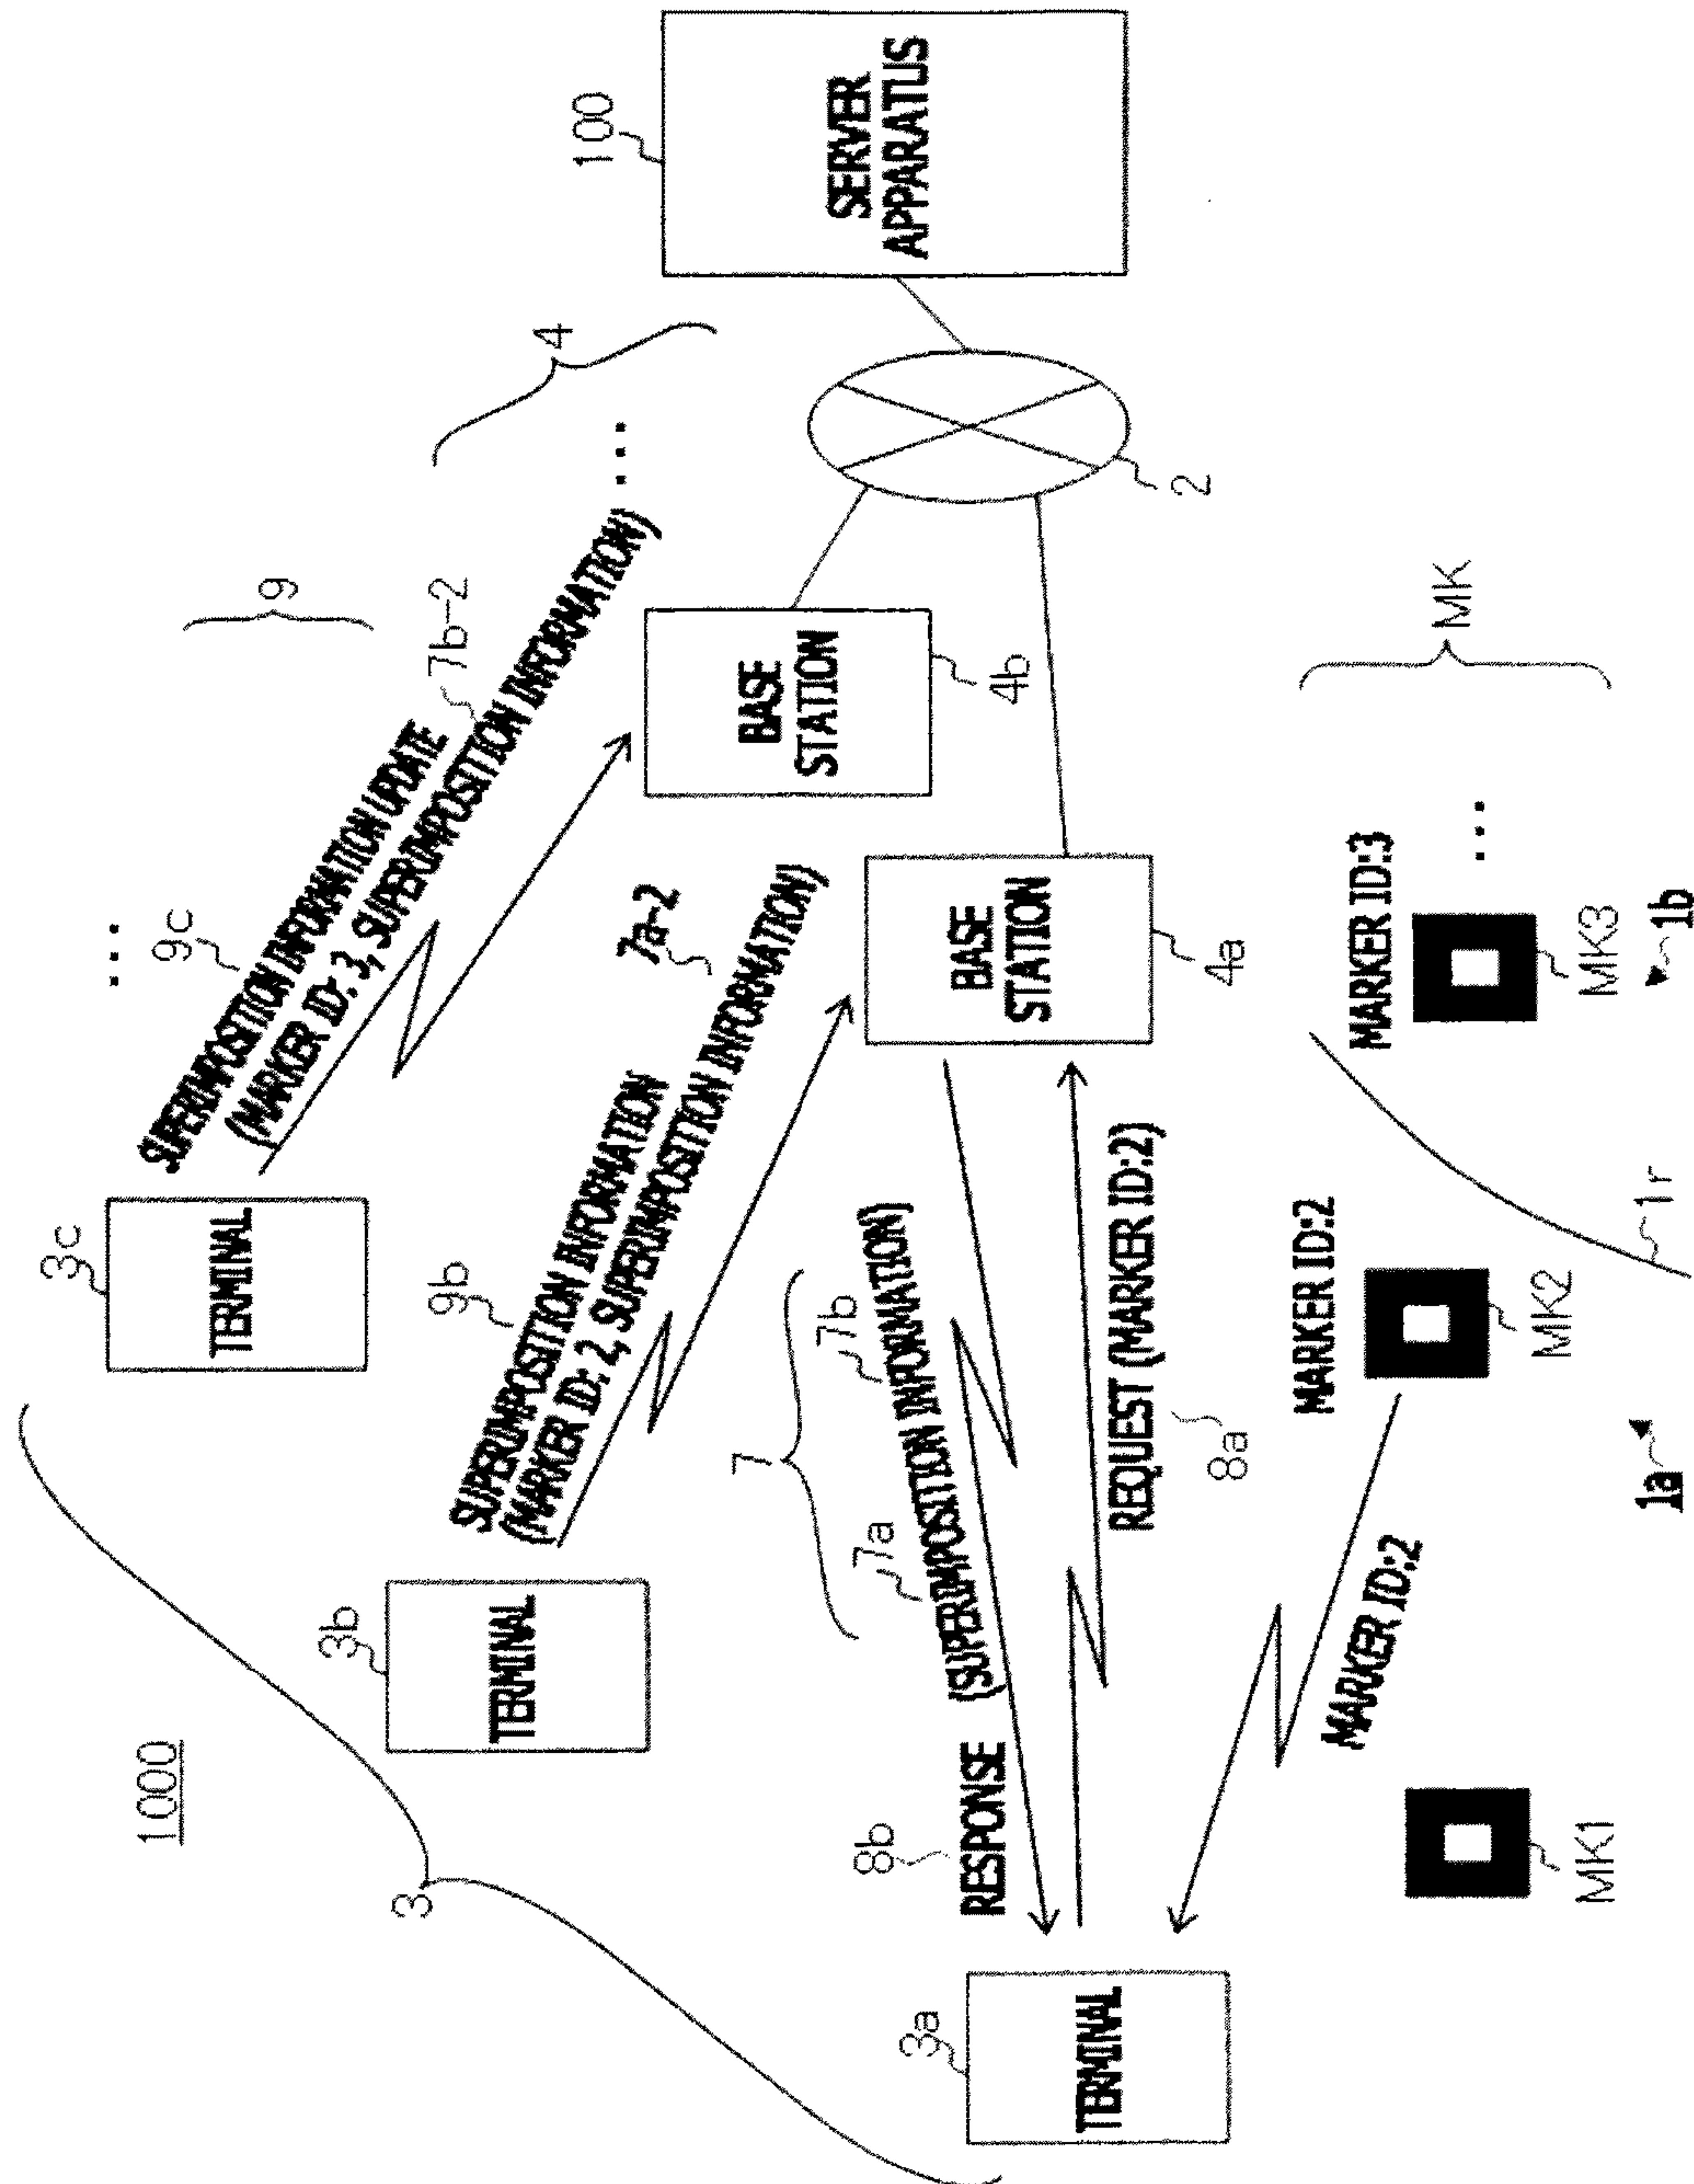 1000
3
3c
TERMINAL
...
9c
9
SUPERIMPOSITION INFORMATION UPDATE
7b-2
(MARKER ID: 3, SUPERIMPOSITION INFORMATION)
...
4
3b
TERMINAL
9b
SUPERIMPOSITION INFORMATION
7a-2
(MARKER ID: 2, SUPERIMPOSITION INFORMATION)
BASE
STATION
4b
100
SERVER
APPARATUS
2
7
7a
7b
8b
RESPONSE
(SUPERIMPOSITION INFORMATION)
BASE
STATION
4a
3a
TERMINAL
REQUEST (MARKER ID:2)
8a
MARKER ID:2
MARKER ID:2
MARKER ID:3
MK
...
MK1
MK2
MK3
1a
1r
1b